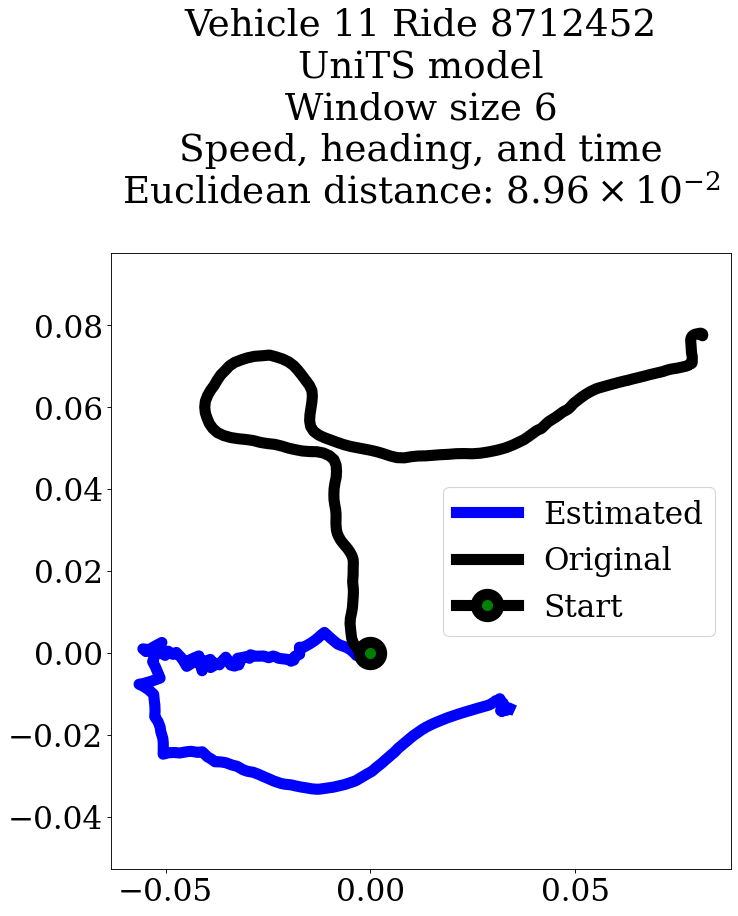 Vehicle 11 Ride 8712452
UniTS model
Window size 6
Speed, heading, and time
Euclidean distance: 8.96 × 10⁻²
0.08
0.06
0.04
0.02
0.00
−0.02
−0.04
Estimated
Original
Start
−0.05
0.00
0.05